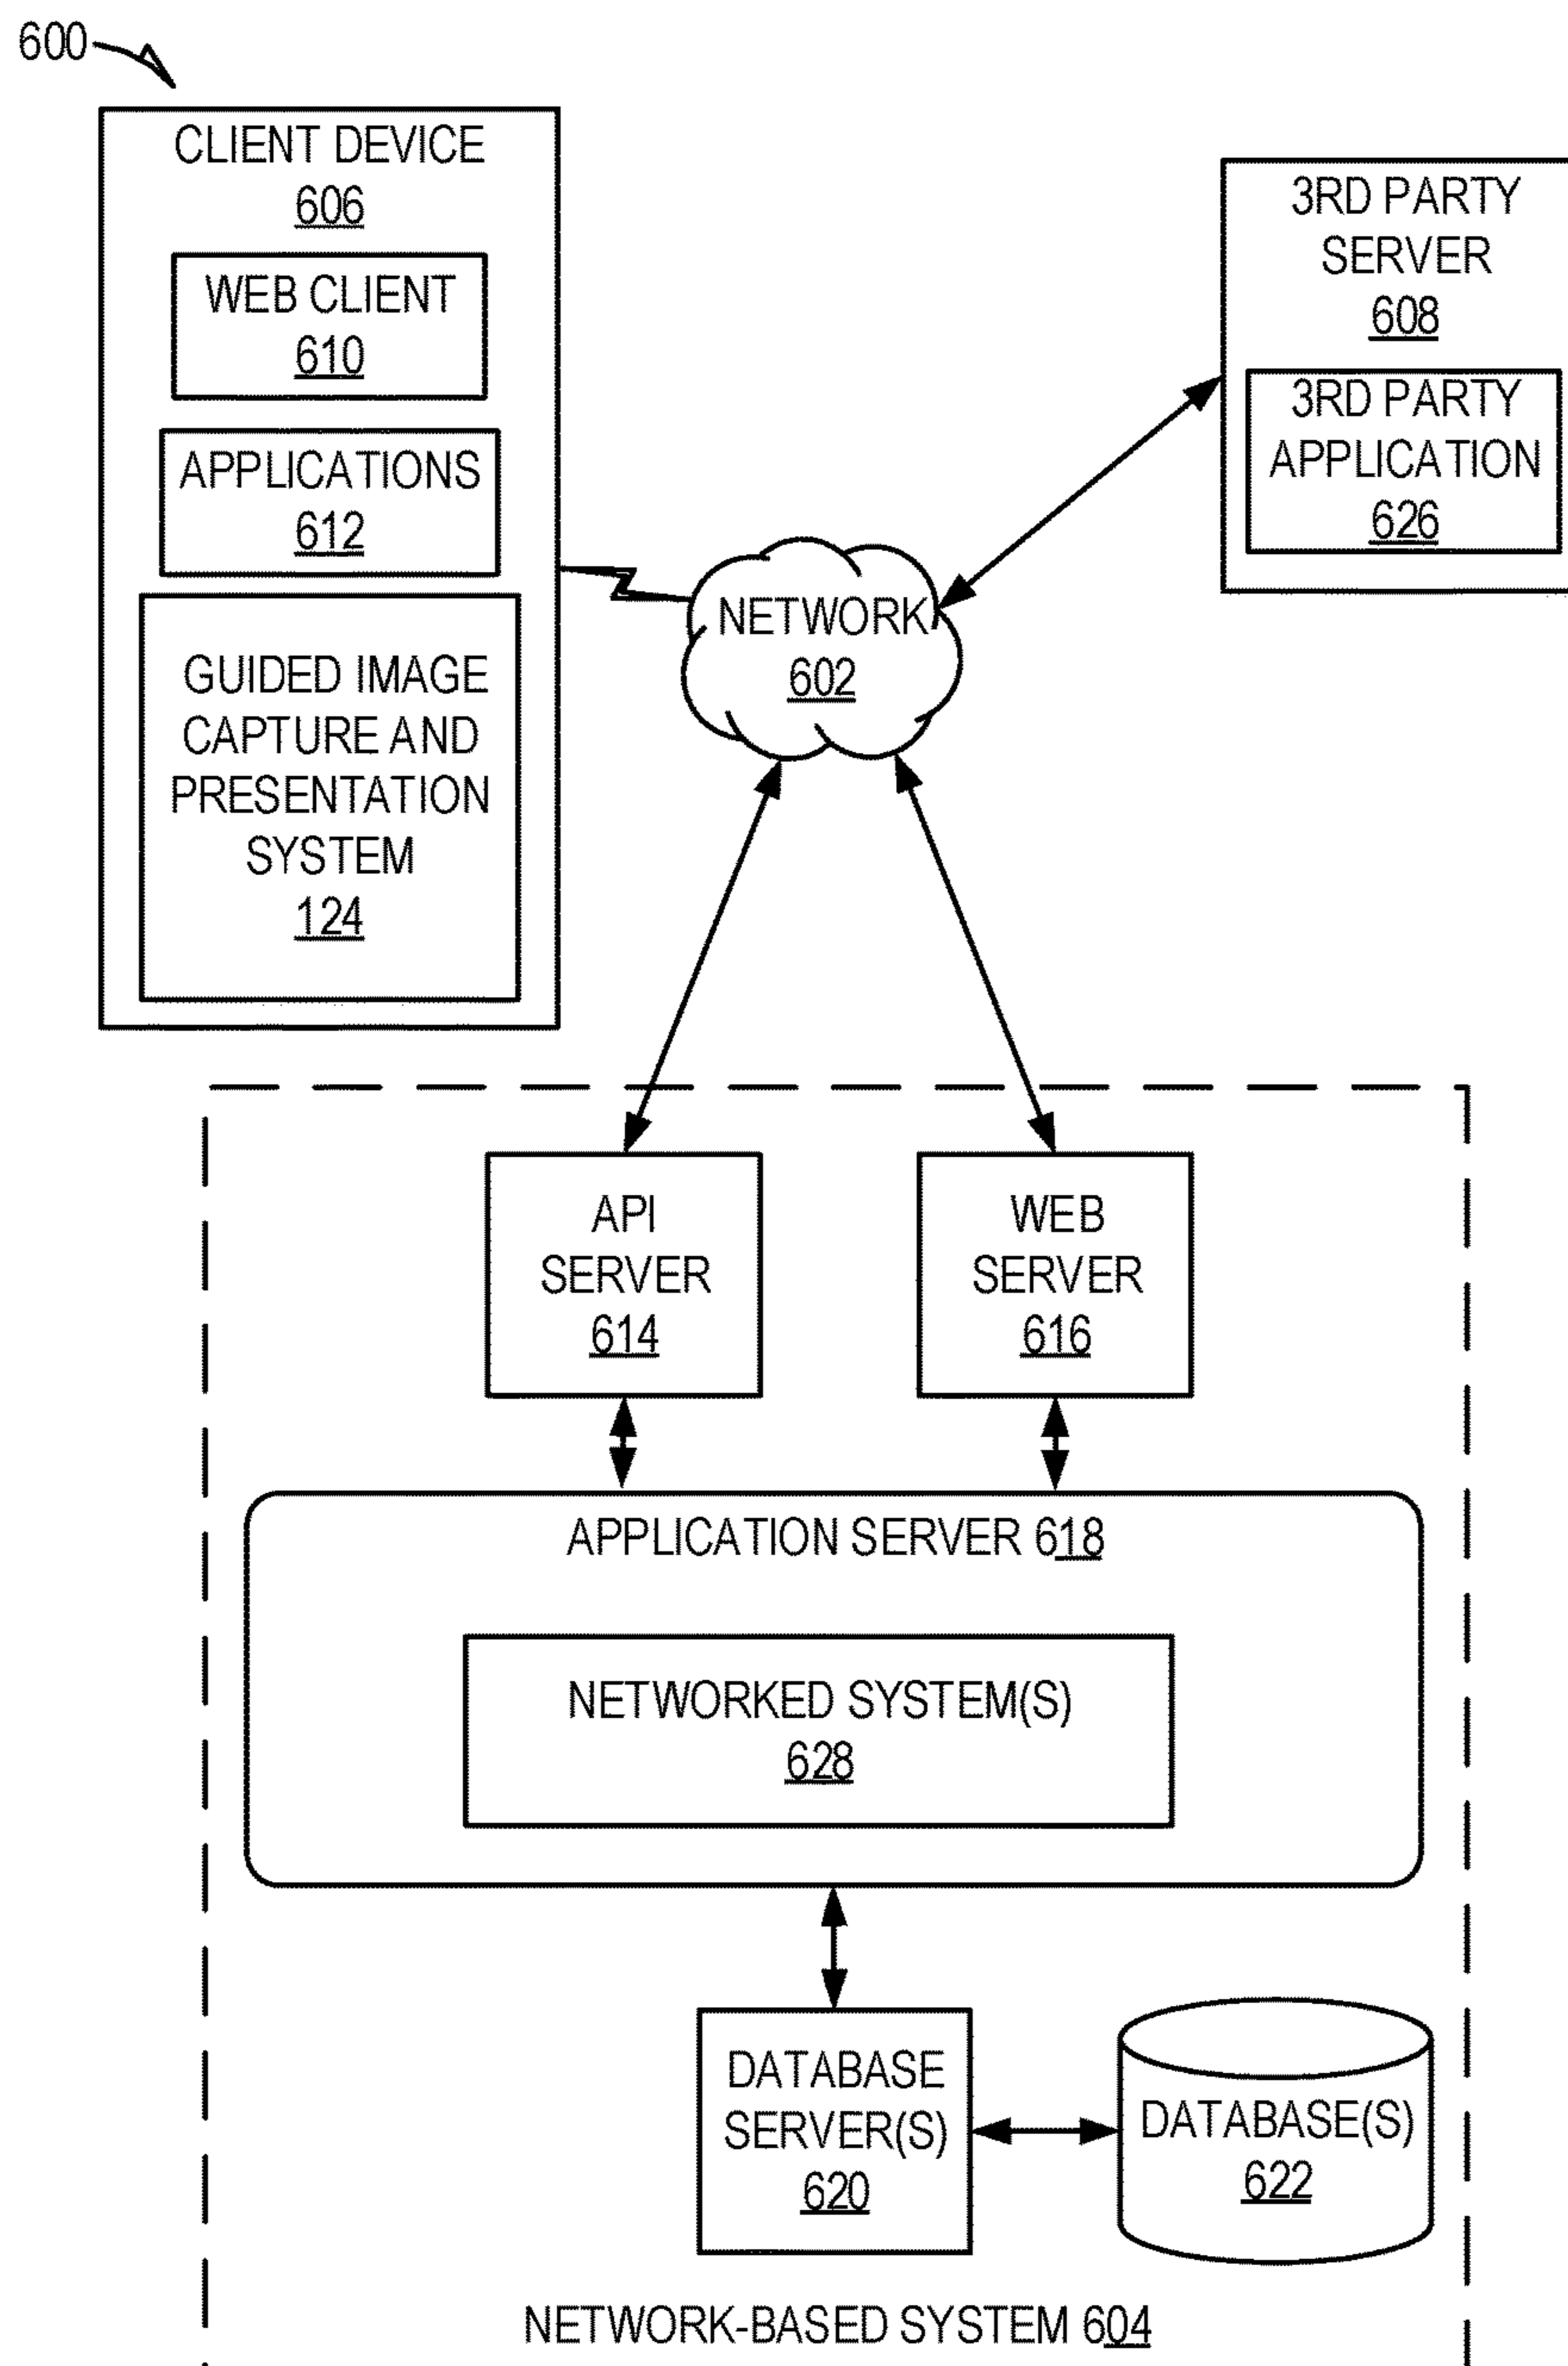 600
CLIENT DEVICE
606
WEB CLIENT
610
APPLICATIONS
612
GUIDED IMAGE
CAPTURE AND
PRESENTATION
SYSTEM
124
3RD PARTY
SERVER
608
3RD PARTY
APPLICATION
626
NETWORK
602
API
SERVER
614
WEB
SERVER
616
APPLICATION SERVER 618
NETWORKED SYSTEM(S)
628
DATABASE
SERVER(S)
620
DATABASE(S)
622
NETWORK-BASED SYSTEM 604